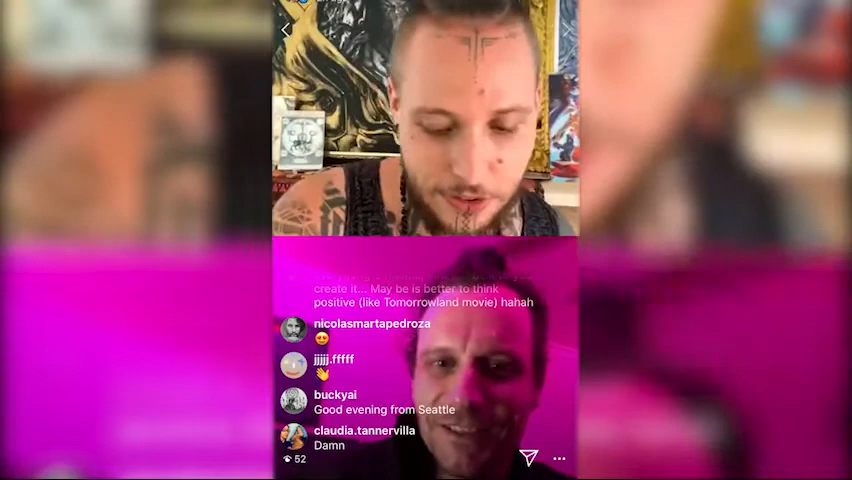 create it... May be is better to think
positive (like Tomorrowland movie) hahah
nicolasmartapedroza
😍
jjjjj.fffff
👋
buckyai
Good evening from Seattle
claudia.tannervilla
Damn
52